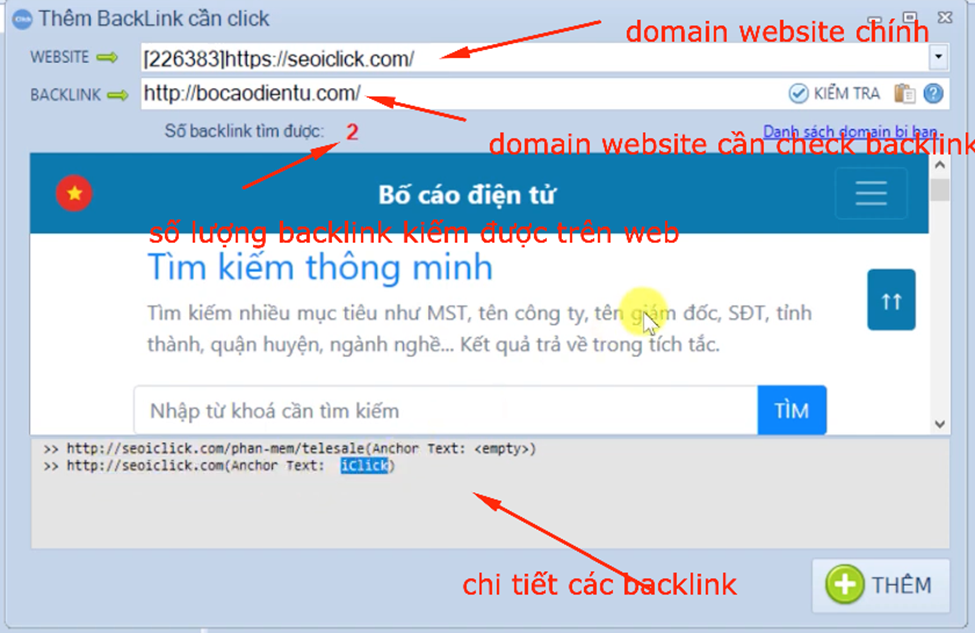 Thêm BackLink cần click
domain website chính
WEBSITE [226383]https://seoiclick.com/
BACKLINK http://bocaodientu.com/ KIỂM TRA
Số backlink tìm được: 2
Danh sách domain bị ban
domain website cần check backlink
Bố cáo điện tử
số lượng backlink kiếm được trên web
Tìm kiếm thông minh
Tìm kiếm nhiều mục tiêu như MST, tên công ty, tên giám đốc, SĐT, tỉnh
thành, quận huyện, ngành nghề... Kết quả trả về trong tích tắc.
Nhập từ khoá cần tìm kiếm TÌM
>> http://seoiclick.com/phan-mem/telesale(Anchor Text: <empty>)
>> http://seoiclick.com(Anchor Text: iClick)
chi tiết các backlink
THÊM